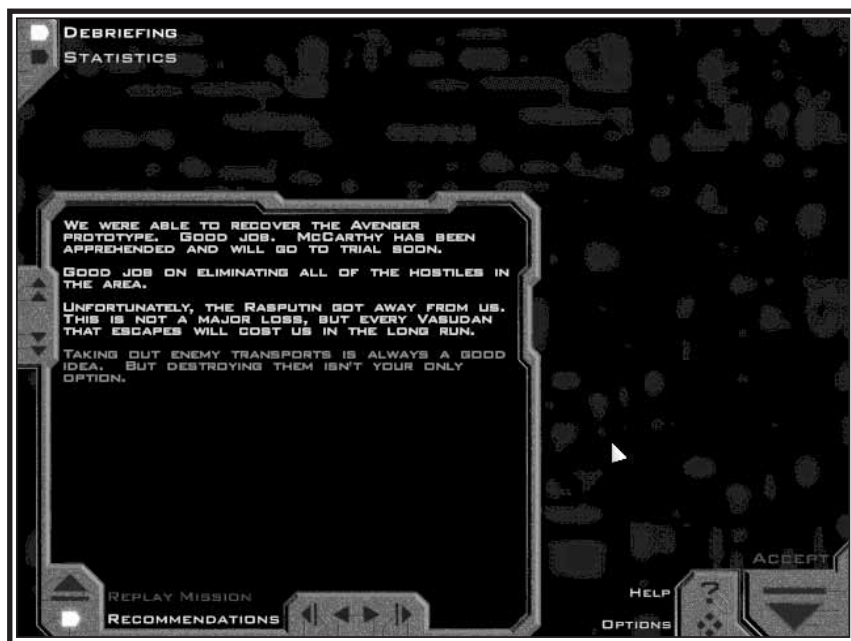 DEBRIEFING
STATISTICS
WE WERE ABLE TO RECOVER THE AVENGER
PROTOTYPE. GOOD JOB. MCCARTHY HAS BEEN
APPREHENDED AND WILL GO TO TRIAL SOON.
GOOD JOB ON ELIMINATING ALL OF THE HOSTILES IN
THE AREA.
UNFORTUNATELY, THE RASPUTIN GOT AWAY FROM US.
THIS IS NOT A MAJOR LOSS, BUT EVERY VASUDAN
THAT ESCAPES WILL COST US IN THE LONG RUN.
TAKING OUT ENEMY TRANSPORTS IS ALWAYS A GOOD
IDEA. BUT DESTROYING THEM ISN'T YOUR ONLY
OPTION.
ACCEPT
REPLAY MISSION
HELP
?
RECOMMENDATIONS
OPTIONS